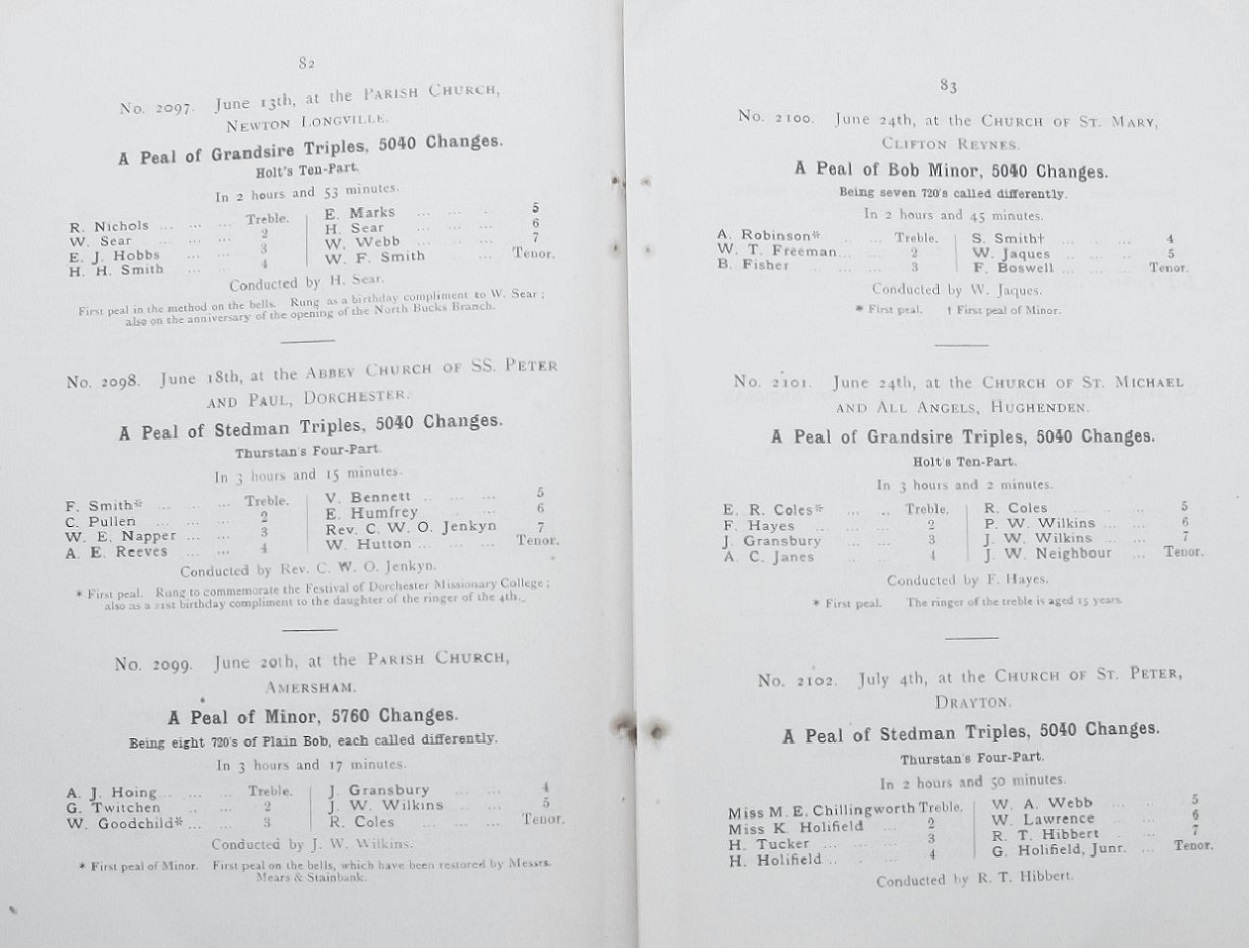 82
No. 2097. June 13th, at the PARISH CHURCH,
NEWTON LONGVILLE.
A Peal of Grandsire Triples, 5040 Changes.
Holt's Ten-Part.
In 2 hours and 53 minutes.
R. Nichols ... ... ... Treble. E. Marks ... ... . 5
W. Sear ... ... 2 H. Sear ... ... 6
E. J. Hobbs ... ... 3 W. Webb ... ... 7
H. H. Smith ... ... 4 W. F. Smith ... Tenor.
Conducted by H. Sear.
First peal in the method on the bells. Rung as a birthday compliment to W. Sear ;
also on the anniversary of the opening of the North Bucks Branch.
No. 2098. June 18th, at the ABBEY CHURCH OF SS. PETER
AND PAUL, DORCHESTER.
A Peal of Stedman Triples, 5040 Changes.
Thurstan's Four-Part.
In 3 hours and 15 minutes.
F. Smith* ... ... Treble. V. Bennett .. ... ... 5
C. Pullen ... ... ... 2 E. Humfrey ... ... 6
W. E. Napper ... ... 3 Rev. C. W. O. Jenkyn 7
A. E. Reeves ... ... 4 W. Hutton ... ... ... Tenor.
Conducted by Rev. C. W. O. Jenkyn.
* First peal. Rung to commemorate the Festival of Dorchester Missionary College ;
also as a 21st birthday compliment to the daughter of the ringer of the 4th.
No. 2099. June 20th, at the PARISH CHURCH,
AMERSHAM.
A Peal of Minor, 5760 Changes.
Being eight 720's of Plain Bob, each called differently.
In 3 hours and 17 minutes.
A. J. Hoing ... ... ... Treble. J. Gransbury ... ... 4
G. Twitchen .. ... 2 J. W. Wilkins ... ... 5
W. Goodchild* ... ... 3 R. Coles ... ... ... Tenor.
Conducted by J. W. Wilkins.
* First peal of Minor. First peal on the bells, which have been restored by Messrs.
Mears & Stainbank.
83
No. 2100. June 24th, at the CHURCH OF ST. MARY,
CLIFTON REYNES.
A Peal of Bob Minor, 5040 Changes.
Being seven 720's called differently.
In 2 hours and 45 minutes.
A. Robinson* .. ... Treble. S. Smith† ... . ... 4
W. T. Freeman ... ... 2 W. Jaques .. ... .. 5
B. Fisher ... ... 3 F. Boswell ... ... Tenor.
Conducted by W. Jaques.
* First peal. † First peal of Minor.
No. 2101. June 24th, at the CHURCH OF ST. MICHAEL
AND ALL ANGELS, HUGHENDEN.
A Peal of Grandsire Triples, 5040 Changes.
Holt's Ten-Part.
In 3 hours and 2 minutes.
E. R. Coles* ... .. Treble. R. Coles ... ... .. 5
F. Hayes .. ... 2 P. W. Wilkins ... ... 6
J. Gransbury ... ... 3 J. W. Wilkins ... ... 7
A. C. Janes .. ... 4 J. W. Neighbour ... Tenor.
Conducted by F. Hayes.
* First peal. The ringer of the treble is aged 15 years.
No. 2102. July 4th, at the CHURCH OF ST. PETER,
DRAYTON.
A Peal of Stedman Triples, 5040 Changes.
Thurstan's Four-Part.
In 2 hours and 50 minutes.
Miss M. E. Chillingworth Treble. W. A. Webb ... .. 5
Miss K. Holifield ... 2 W. Lawrence ... ... 6
H. Tucker ... ... ... 3 R. T. Hibbert . ... 7
H. Holifield .. . ... 4 G. Holifield, Junr. ... Tenor.
Conducted by R. T. Hibbert.